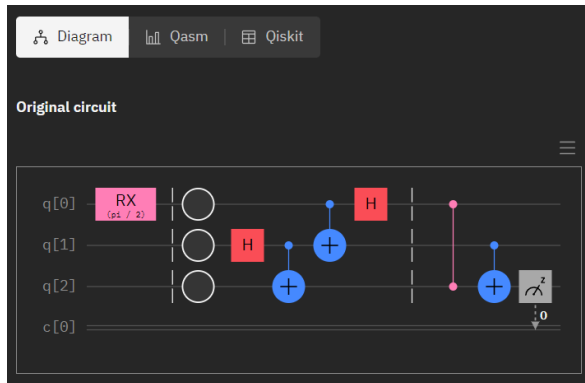 Diagram Qasm Qiskit
Original circuit
q[0] RX (pi / 2) H
q[1] H
q[2] z
c[0] 0